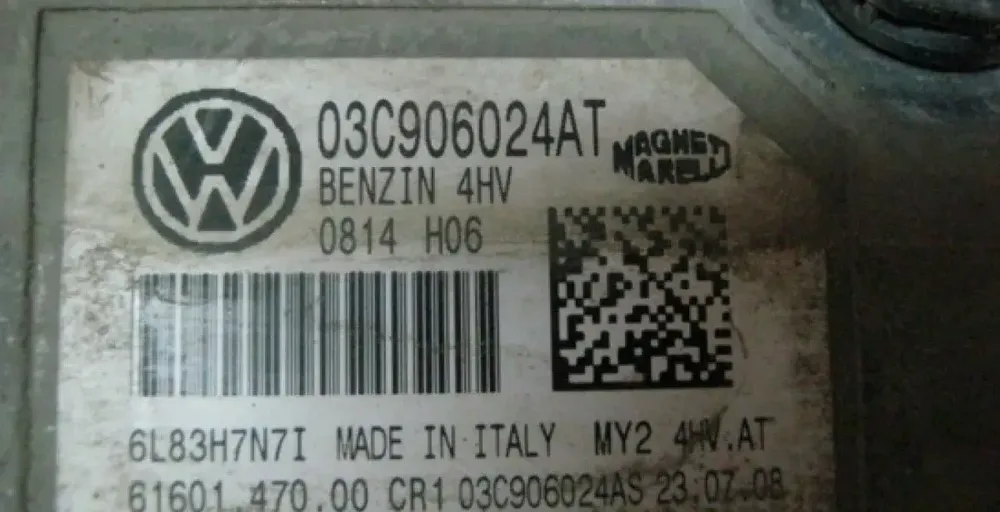 03C906024AT
MAGNETI
MARELLI
BENZIN 4HV
0814 H06
6L83H7N7I MADE IN ITALY MY2 4HV.AT
61601.470.00 CR1 03C906024AS 23.07.08